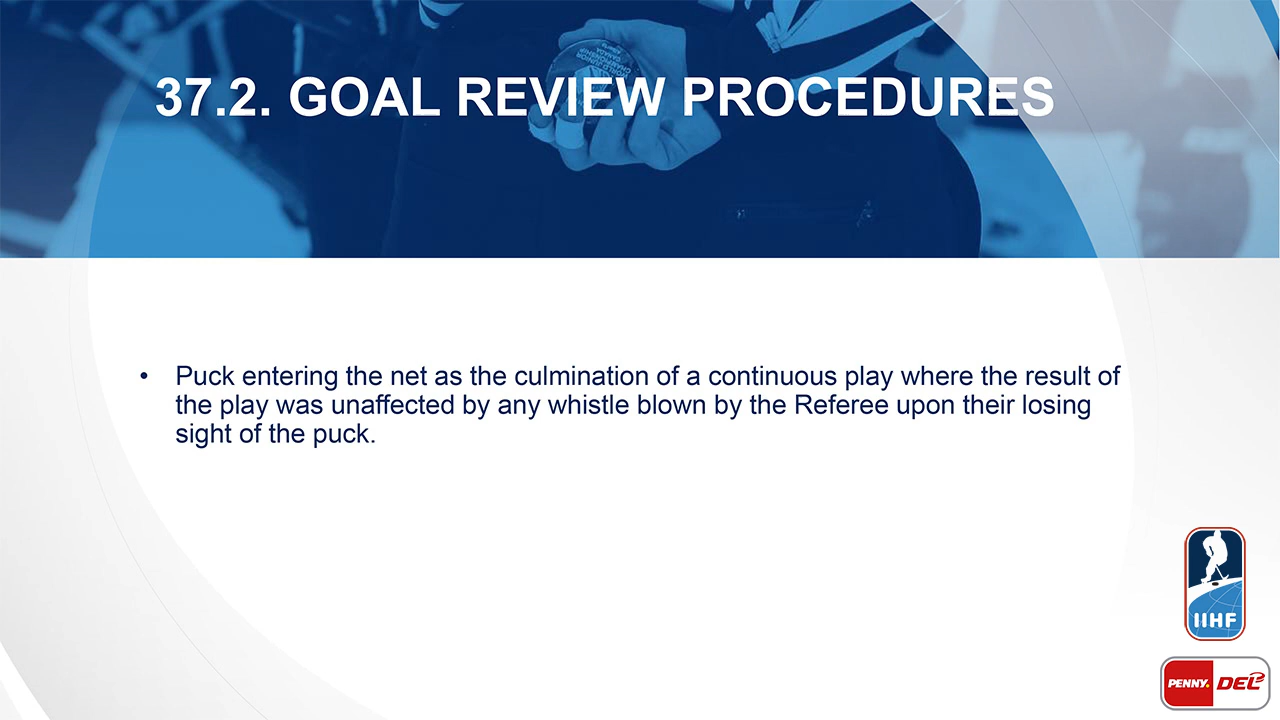 37.2. GOAL REVIEW PROCEDURES
• Puck entering the net as the culmination of a continuous play where the result of
the play was unaffected by any whistle blown by the Referee upon their losing
sight of the puck.
IIHF
PENNY. DEL